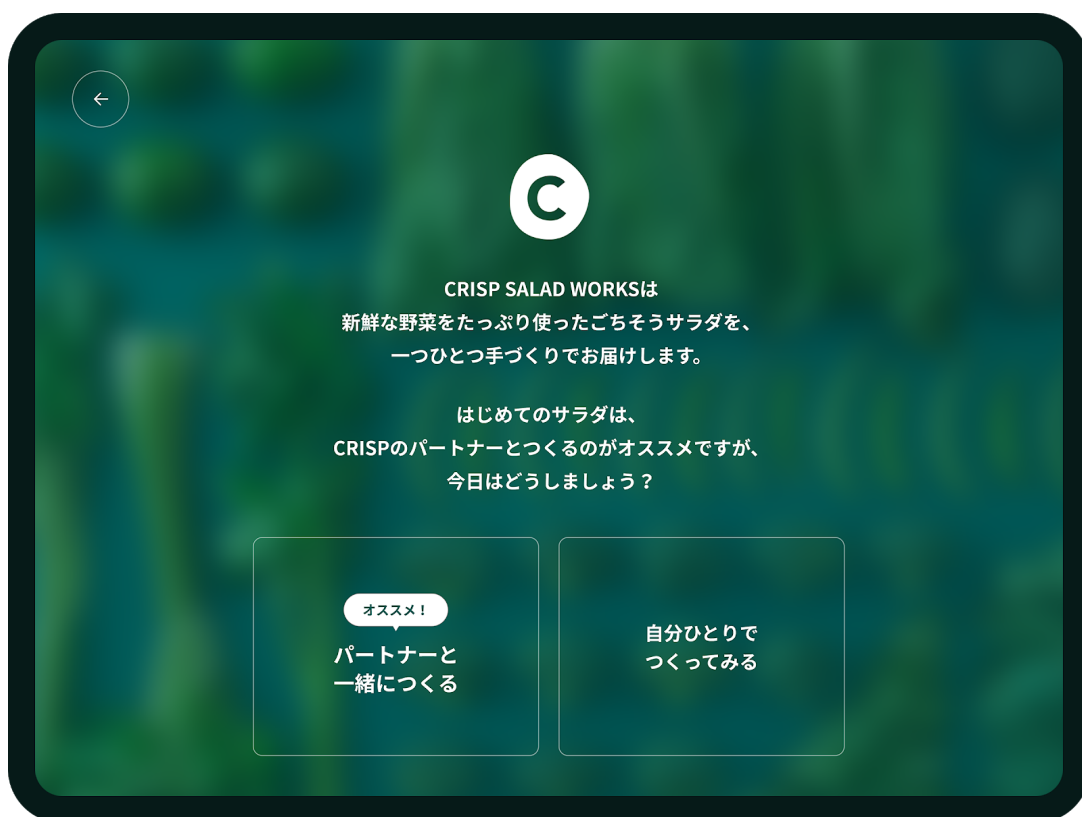 C
CRISP SALAD WORKSは
新鮮な野菜をたっぷり使ったごちそうサラダを、
一つひとつ手づくりでお届けします。
はじめてのサラダは、
CRISPのパートナーとつくるのがオススメですが、
今日はどうしましょう？
オススメ！
パートナーと
一緒につくる
自分ひとりで
つくってみる